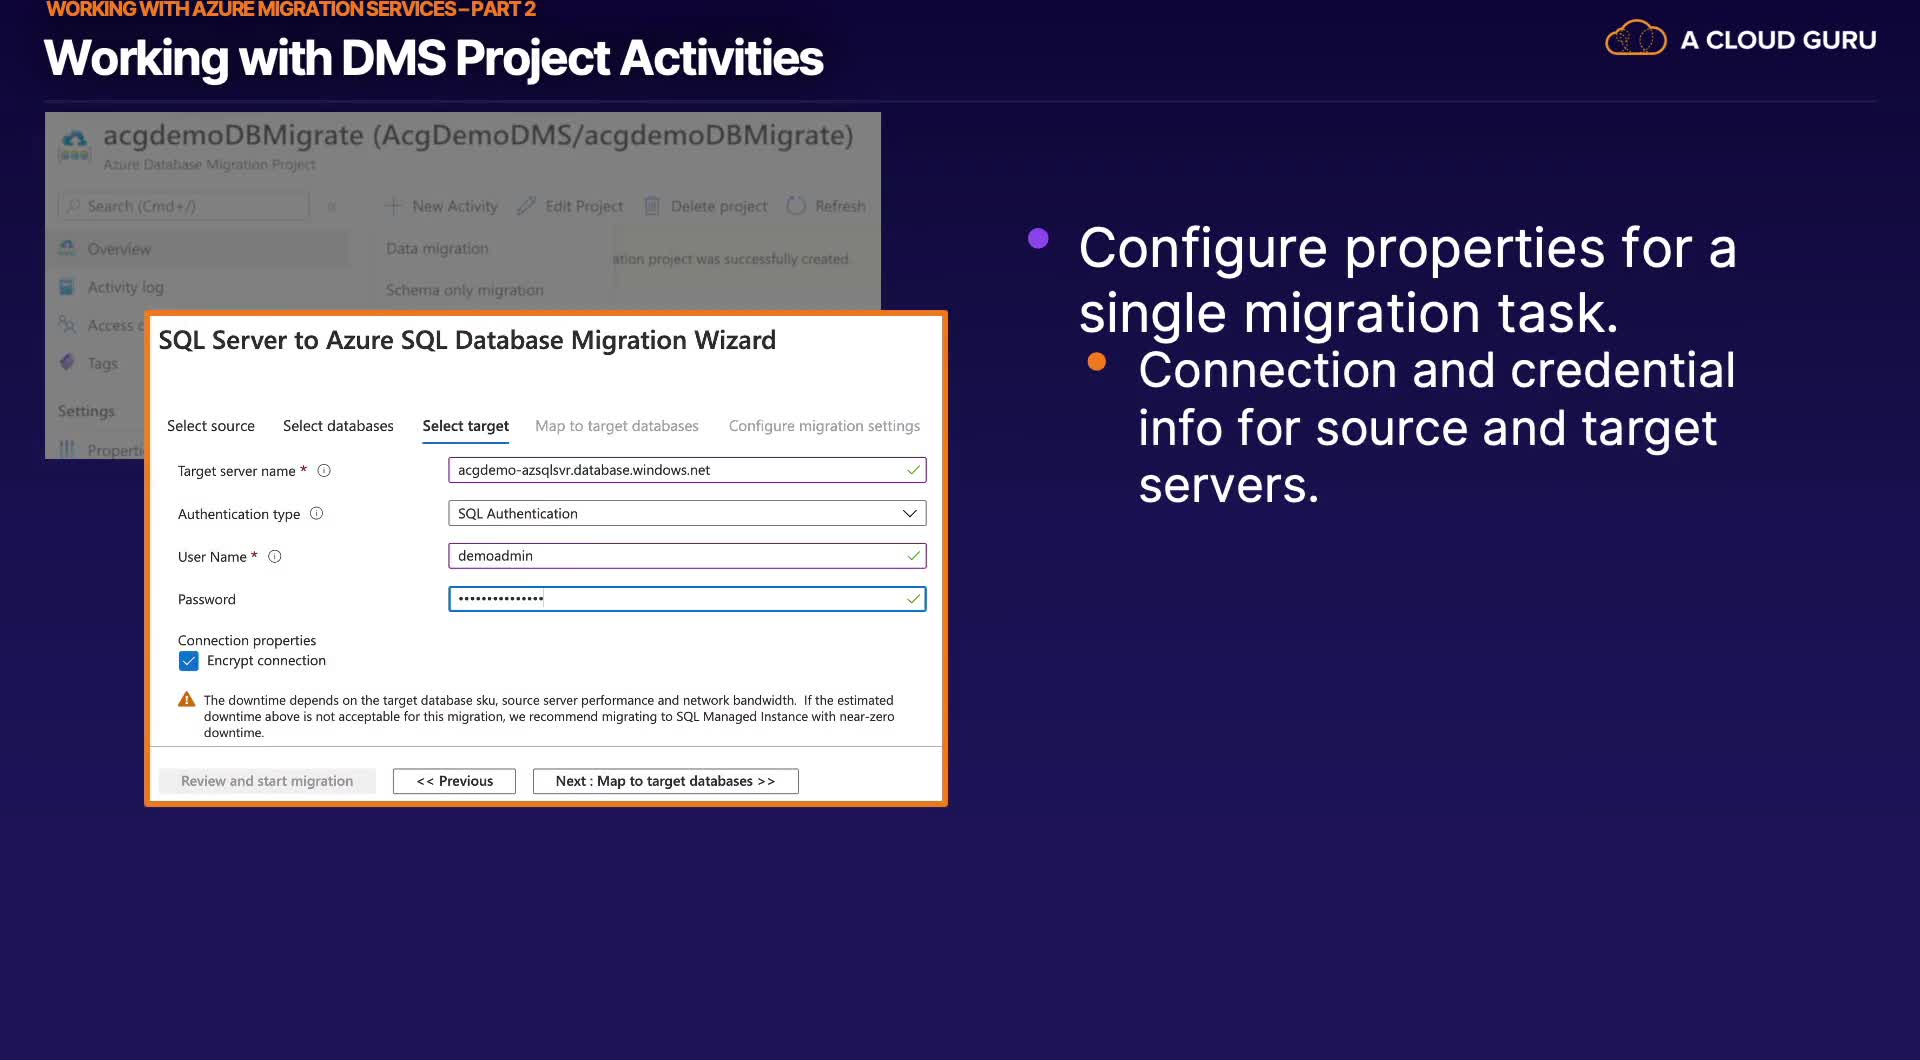 WORKING WITH AZURE MIGRATION SERVICES – PART 2
Working with DMS Project Activities
A CLOUD GURU
acgdemoDBMigrate (AcgDemoDMS/acgdemoDBMigrate)
Azure Database Migration Project
Search (Cmd+/)
«
New Activity
Edit Project
Delete project
Refresh
Overview
Data migration
ation project was successfully created.
Activity log
Schema only migration
Access
Tags
Settings
Properti
SQL Server to Azure SQL Database Migration Wizard
Select source
Select databases
Select target
Map to target databases
Configure migration settings
Target server name *
acgdemo-azsqlsvr.database.windows.net
Authentication type
SQL Authentication
User Name *
demoadmin
Password
•••••••••••••••
Connection properties
Encrypt connection
The downtime depends on the target database sku, source server performance and network bandwidth. If the estimated
downtime above is not acceptable for this migration, we recommend migrating to SQL Managed Instance with near-zero
downtime.
Review and start migration
<< Previous
Next : Map to target databases >>
Configure properties for a
single migration task.
Connection and credential
info for source and target
servers.